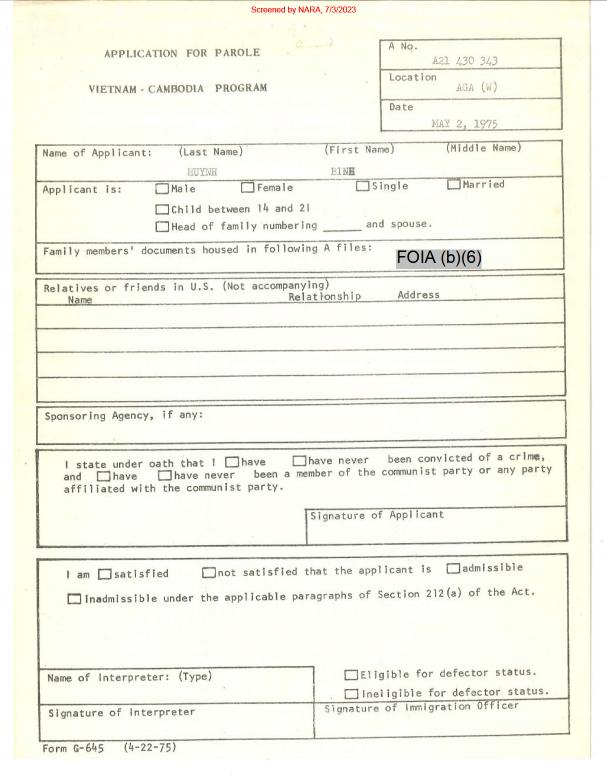 Screened by NARA, 7/3/2023
APPLICATION FOR PAROLE
VIETNAM - CAMBODIA PROGRAM
A No.
A21 430 343
Location
AGA (W)
Date
MAY 2, 1975
Name of Applicant: (Last Name) (First Name) (Middle Name)
HUYNH BINH
Applicant is: Male Female Single Married
Child between 14 and 21
Head of family numbering ______ and spouse.
Family members' documents housed in following A files:
FOIA (b)(6)
Relatives or friends in U.S. (Not accompanying)
Name Relationship Address
Sponsoring Agency, if any:
I state under oath that I have have never been convicted of a crime,
and have have never been a member of the communist party or any party
affiliated with the communist party.
Signature of Applicant
I am satisfied not satisfied that the applicant is admissible
Inadmissible under the applicable paragraphs of Section 212(a) of the Act.
Name of Interpreter: (Type)
Eligible for defector status.
Ineligible for defector status.
Signature of Interpreter
Signature of Immigration Officer
Form G-645 (4-22-75)